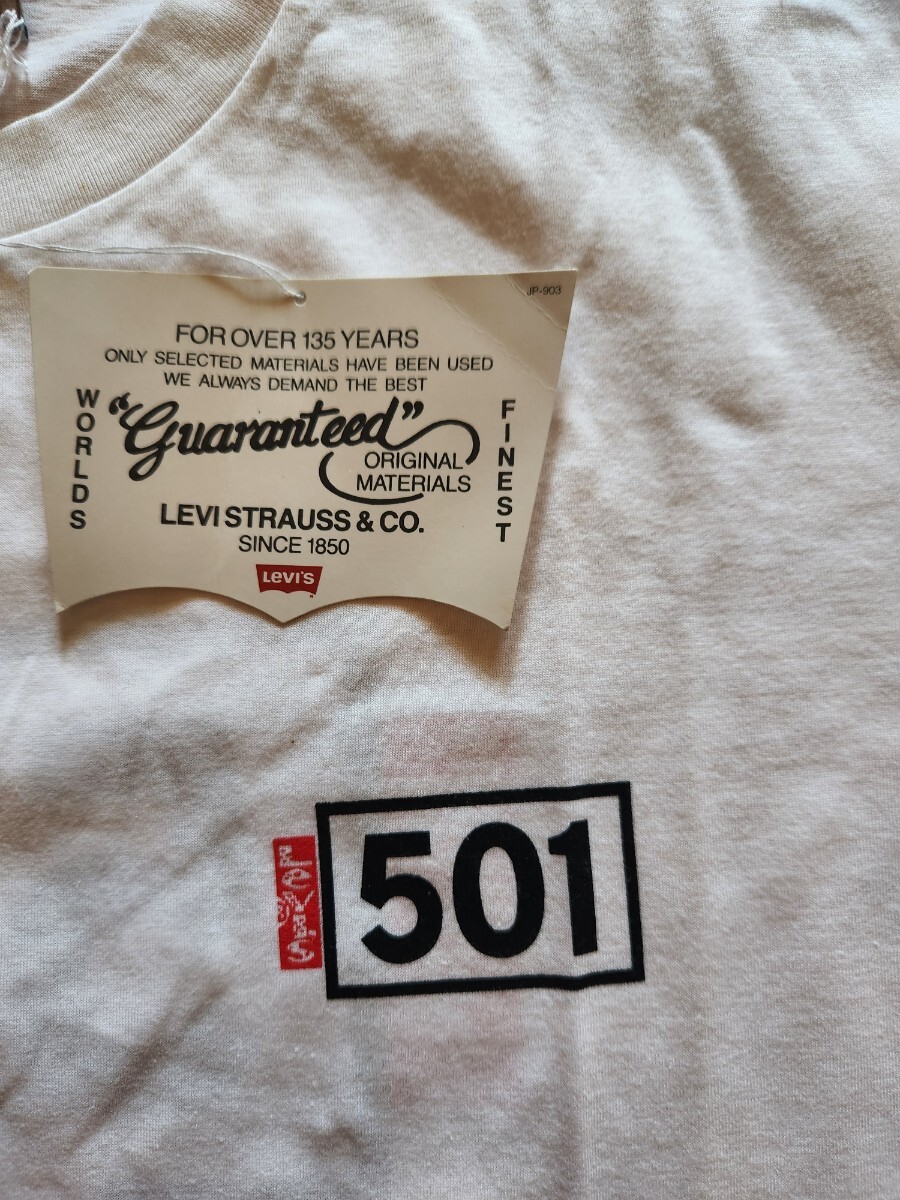 JP-903
FOR OVER 135 YEARS
ONLY SELECTED MATERIALS HAVE BEEN USED
WE ALWAYS DEMAND THE BEST
WORLDS
"Guaranteed"
FINEST
ORIGINAL
MATERIALS
LEVI STRAUSS & CO.
SINCE 1850
LEVI'S
501